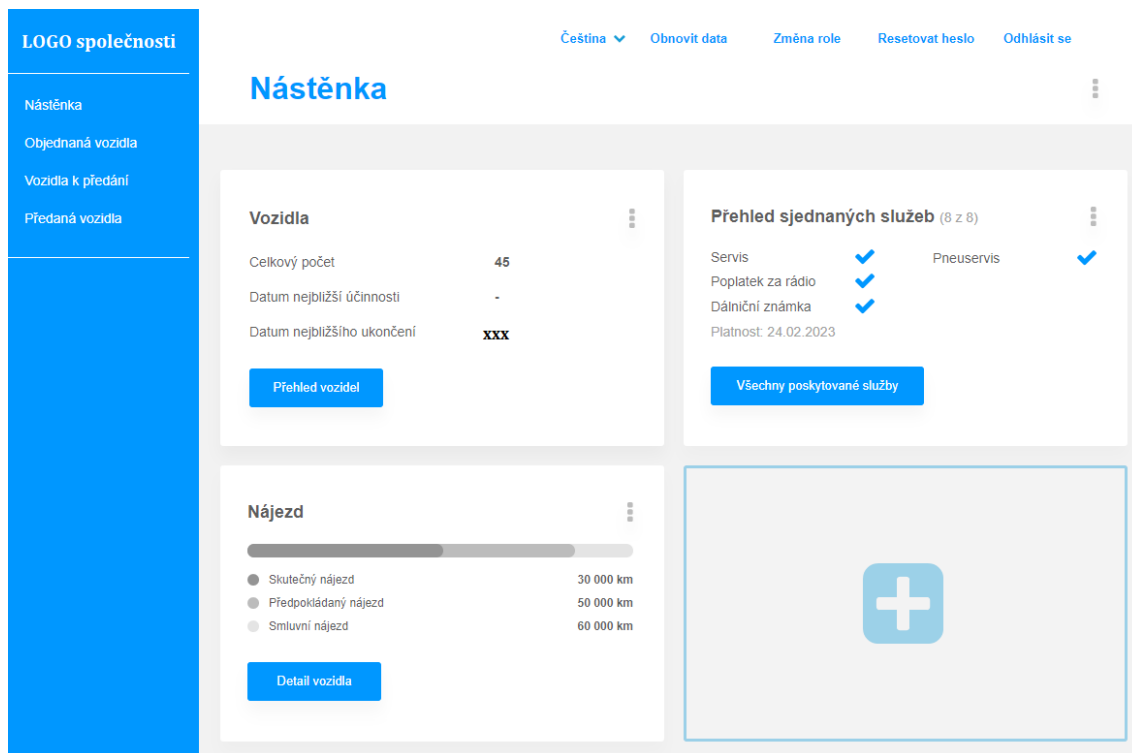 LOGO společnosti
Čeština
Obnovit data
Změna role
Resetovat heslo
Odhlásit se
Nástěnka
Nástěnka
Objednaná vozidla
Vozidla k předání
Předaná vozidla
Vozidla
Celkový počet 45
Datum nejbližší účinnosti -
Datum nejbližšího ukončení xxx
Přehled vozidel
Přehled sjednaných služeb (8 z 8)
Servis Pneuservis
Poplatek za rádio
Dálniční známka
Platnost: 24.02.2023
Všechny poskytované služby
Nájezd
Skutečný nájezd 30 000 km
Předpokládaný nájezd 50 000 km
Smluvní nájezd 60 000 km
Detail vozidla